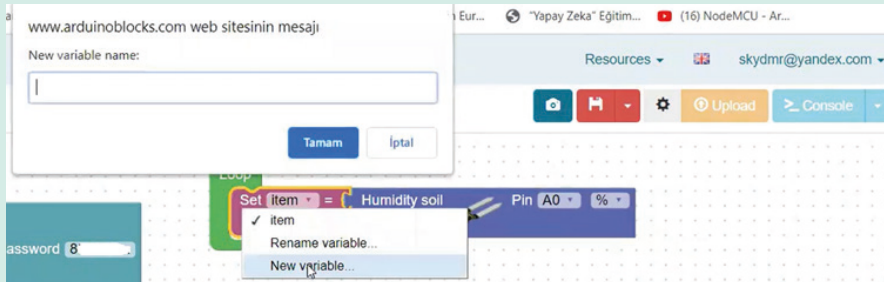 www.arduinoblocks.com web sitesinin mesajı
New variable name:
Tamam İptal
Eur... "Yapay Zeka" Eğitim... (16) NodeMCU - Ar...
Resources skydmr@yandex.com
Upload Console
Loop
Set item = Humidity soil Pin A0 %
item
Rename variable...
New variable...
assword 8